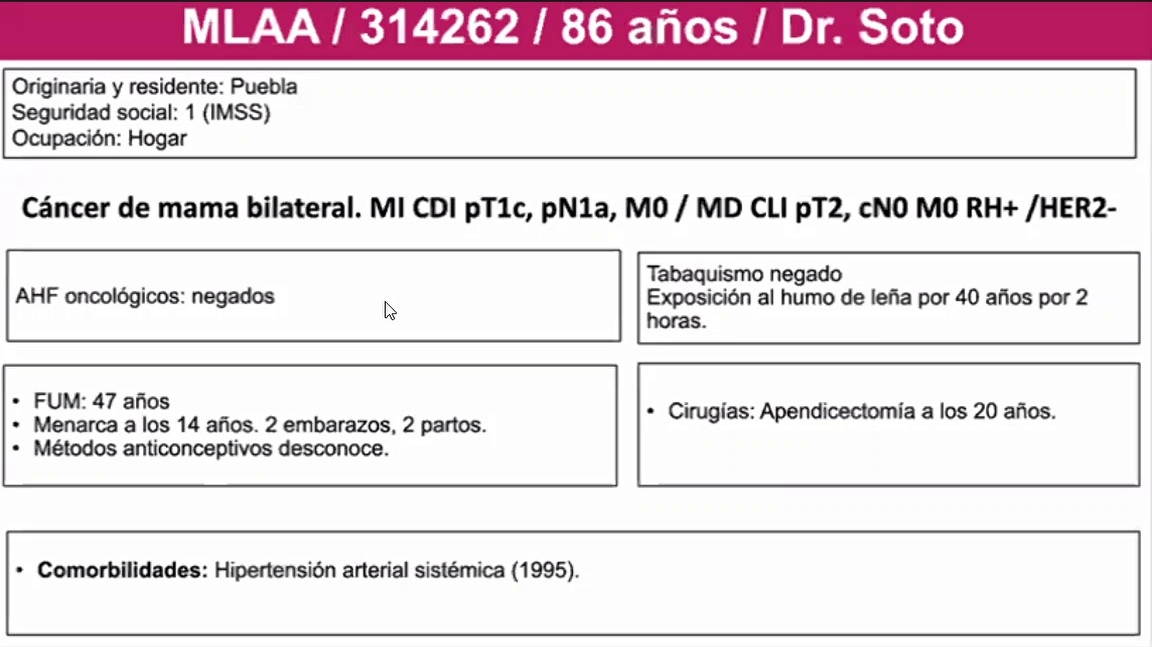 MLAA / 314262 / 86 años / Dr. Soto
Originaria y residente: Puebla
Seguridad social: 1 (IMSS)
Ocupación: Hogar
Cáncer de mama bilateral. MI CDI pT1c, pN1a, M0 / MD CLI pT2, cN0 M0 RH+ /HER2-
AHF oncológicos: negados
Tabaquismo negado
Exposición al humo de leña por 40 años por 2
horas.
• FUM: 47 años
• Menarca a los 14 años. 2 embarazos, 2 partos.
• Métodos anticonceptivos desconoce.
• Cirugías: Apendicectomía a los 20 años.
• Comorbilidades: Hipertensión arterial sistémica (1995).